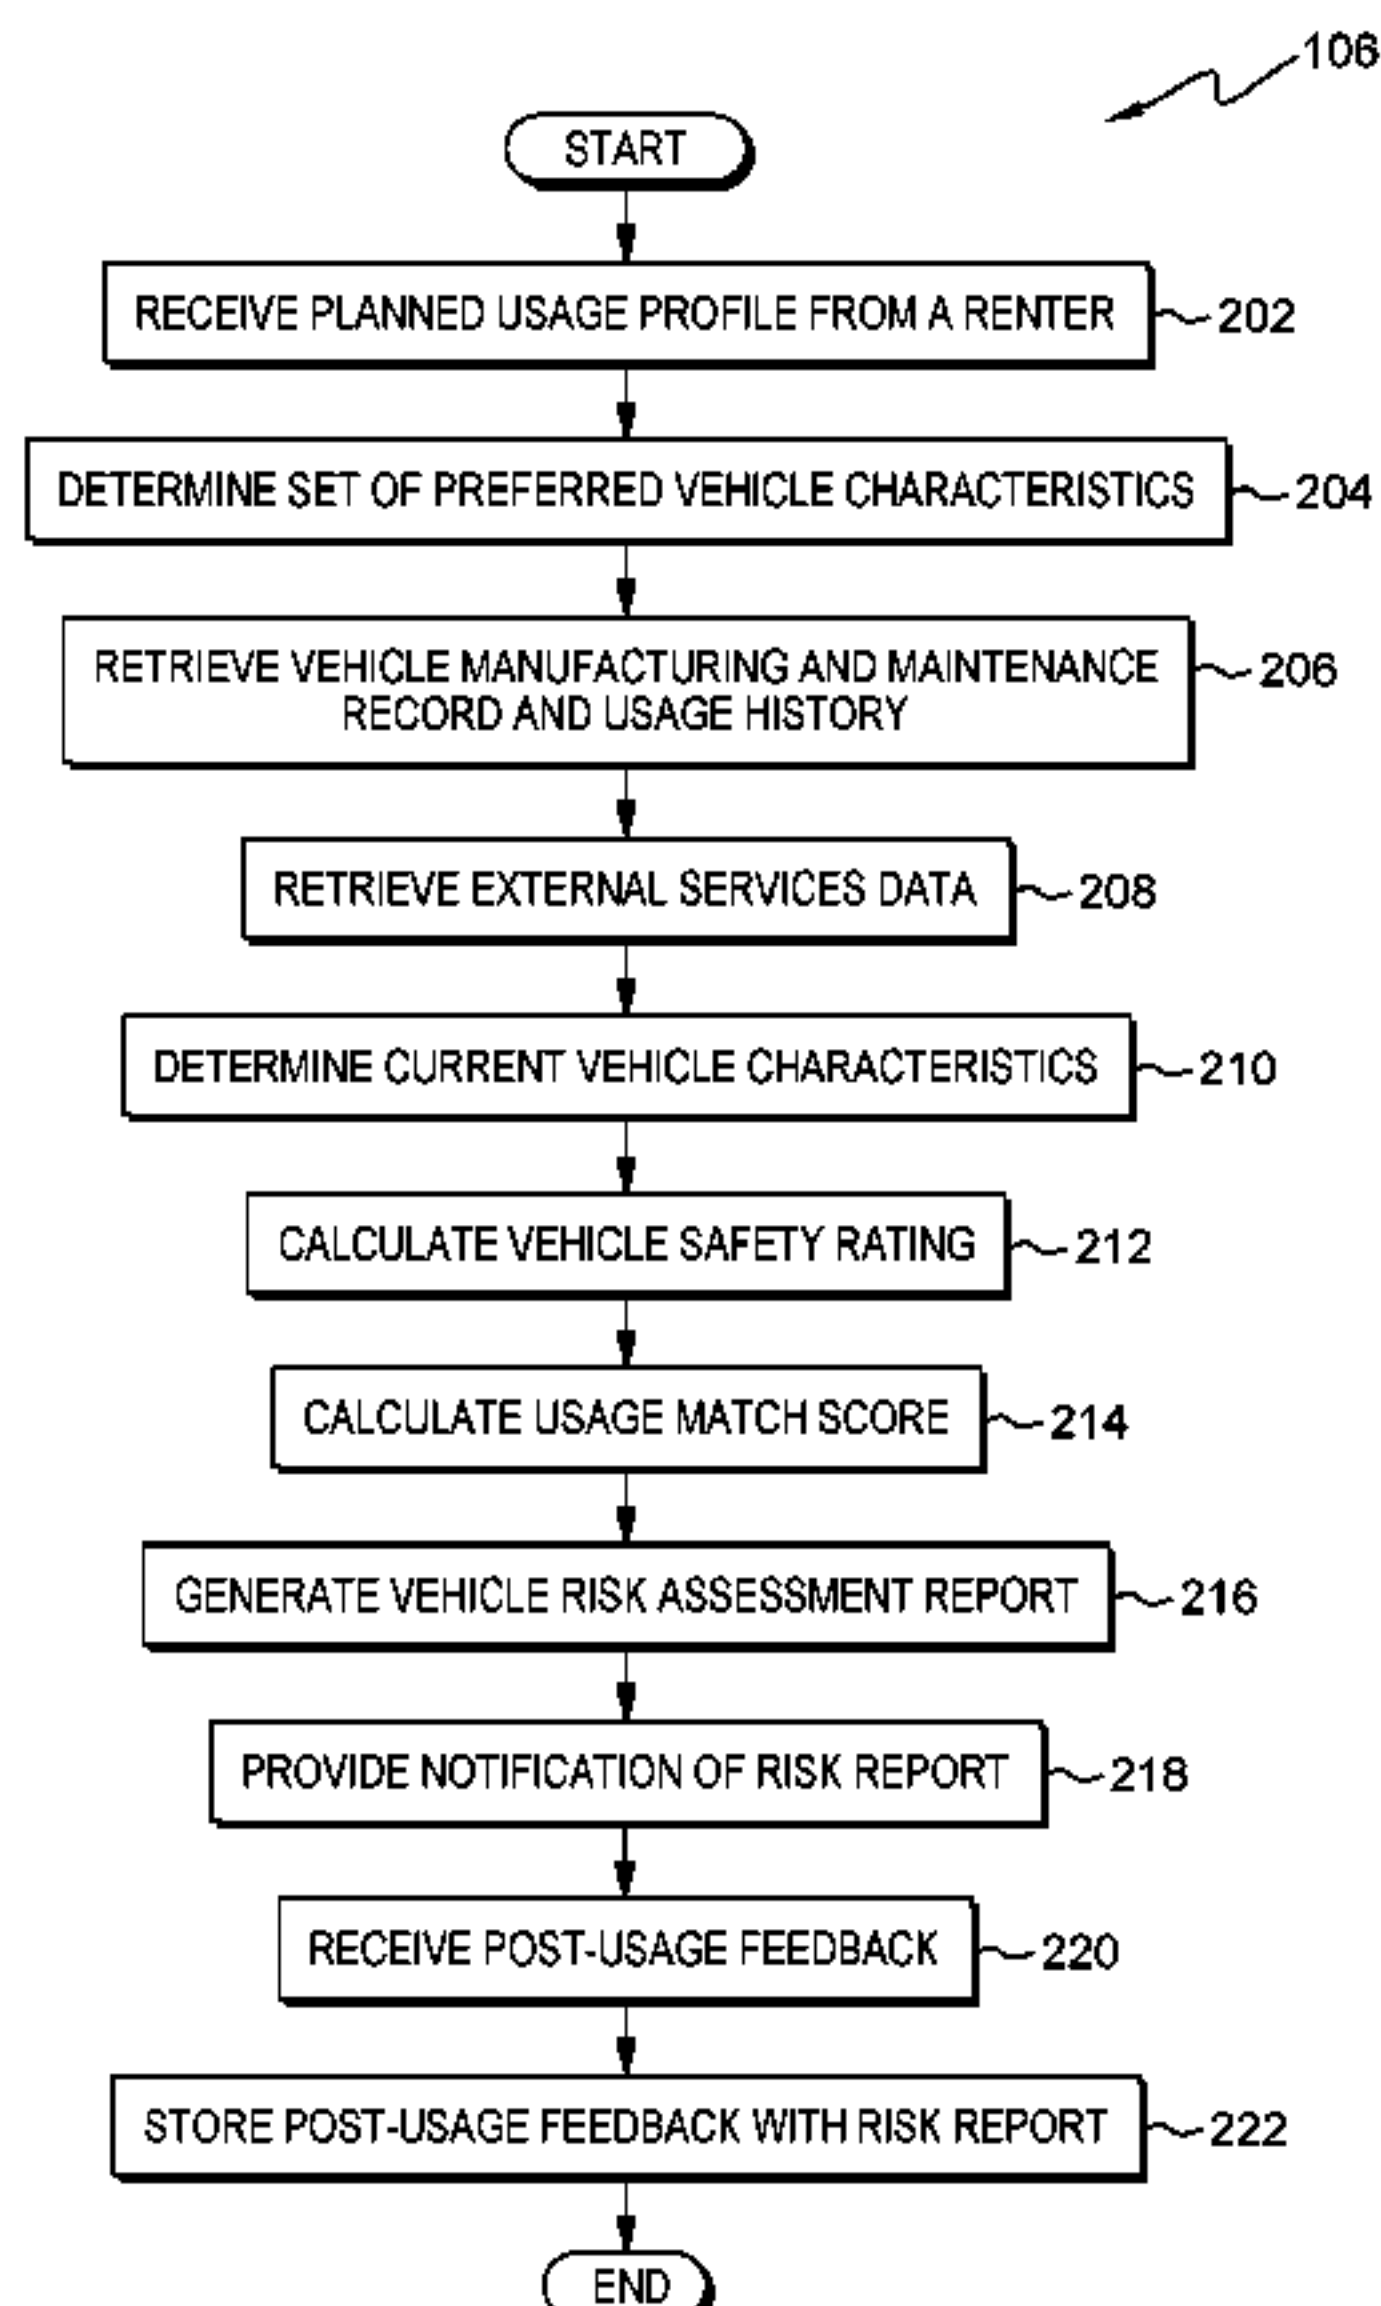 106
START
RECEIVE PLANNED USAGE PROFILE FROM A RENTER
202
DETERMINE SET OF PREFERRED VEHICLE CHARACTERISTICS
204
RETRIEVE VEHICLE MANUFACTURING AND MAINTENANCE
RECORD AND USAGE HISTORY
206
RETRIEVE EXTERNAL SERVICES DATA
208
DETERMINE CURRENT VEHICLE CHARACTERISTICS
210
CALCULATE VEHICLE SAFETY RATING
212
CALCULATE USAGE MATCH SCORE
214
GENERATE VEHICLE RISK ASSESSMENT REPORT
216
PROVIDE NOTIFICATION OF RISK REPORT
218
RECEIVE POST-USAGE FEEDBACK
220
STORE POST-USAGE FEEDBACK WITH RISK REPORT
222
END